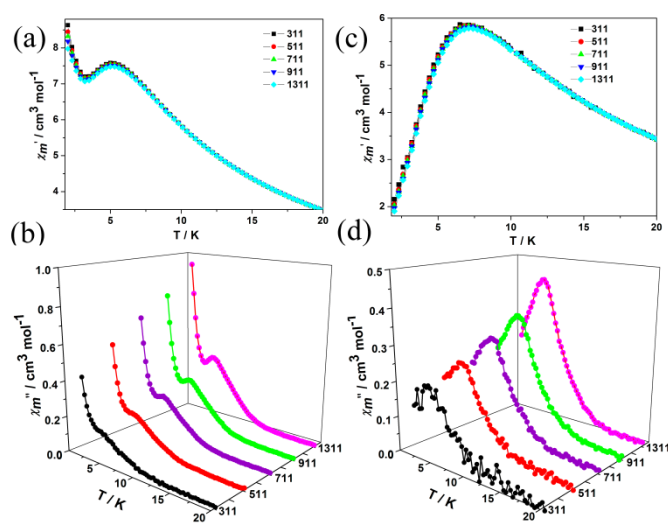 (a)
311
511
711
911
1311
8
7
6
5
4
χm' / cm³ mol⁻¹
5 10 15 20
T / K
(c)
311
511
711
911
1311
6
5
4
3
2
χm' / cm³ mol⁻¹
5 10 15 20
T / K
(b)
1.0
0.8
0.6
0.4
0.2
0.0
χm'' / cm³ mol⁻¹
5 10 15 20
T / K
311 511 711 911 1311
(d)
0.5
0.4
0.3
0.2
0.1
0.0
χm'' / cm³ mol⁻¹
5 10 15 20
T / K
311 511 711 911 1311